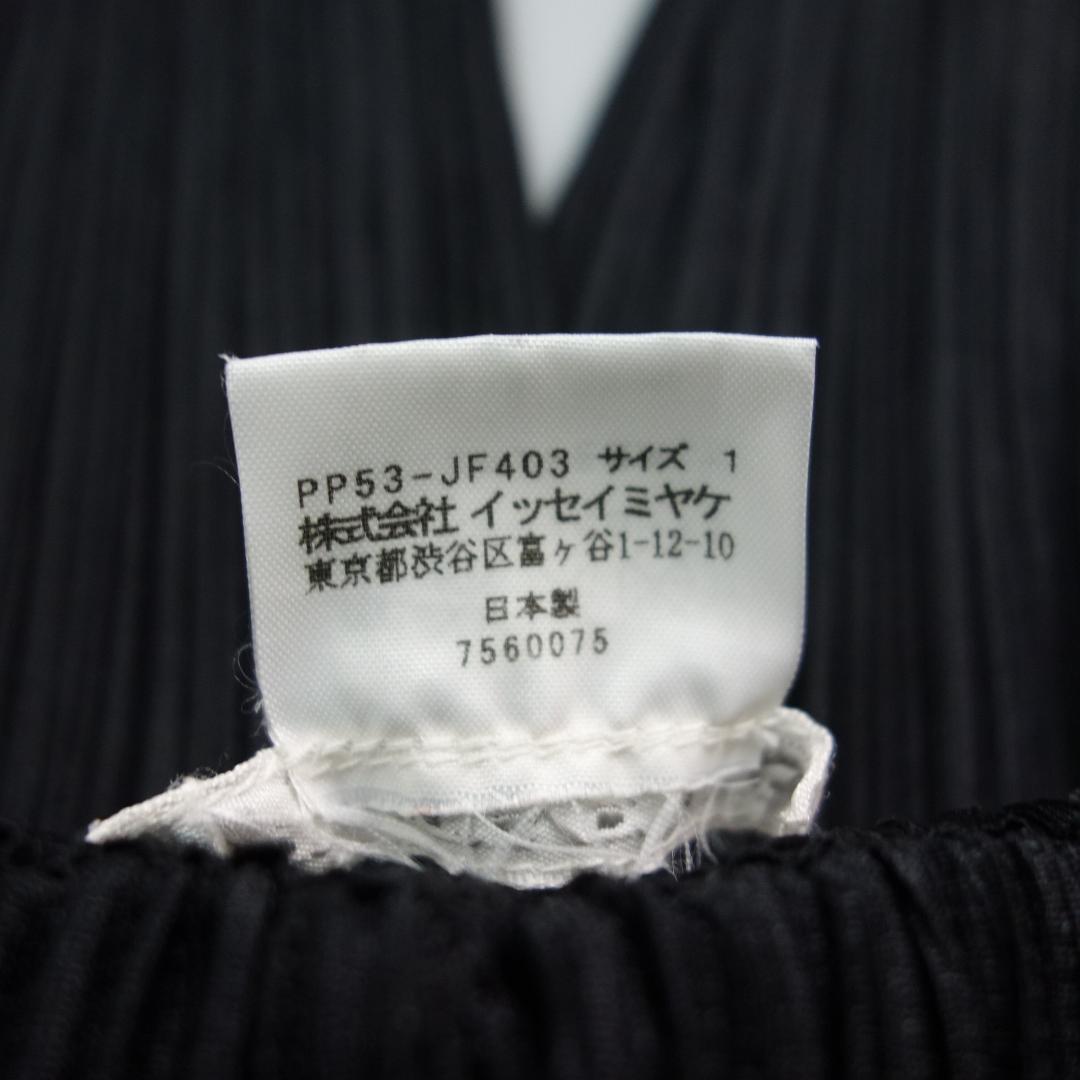 PP53-JF403 サイズ 1
株式会社 イッセイミヤケ
東京都渋谷区富ヶ谷1-12-10
日本製
7560075